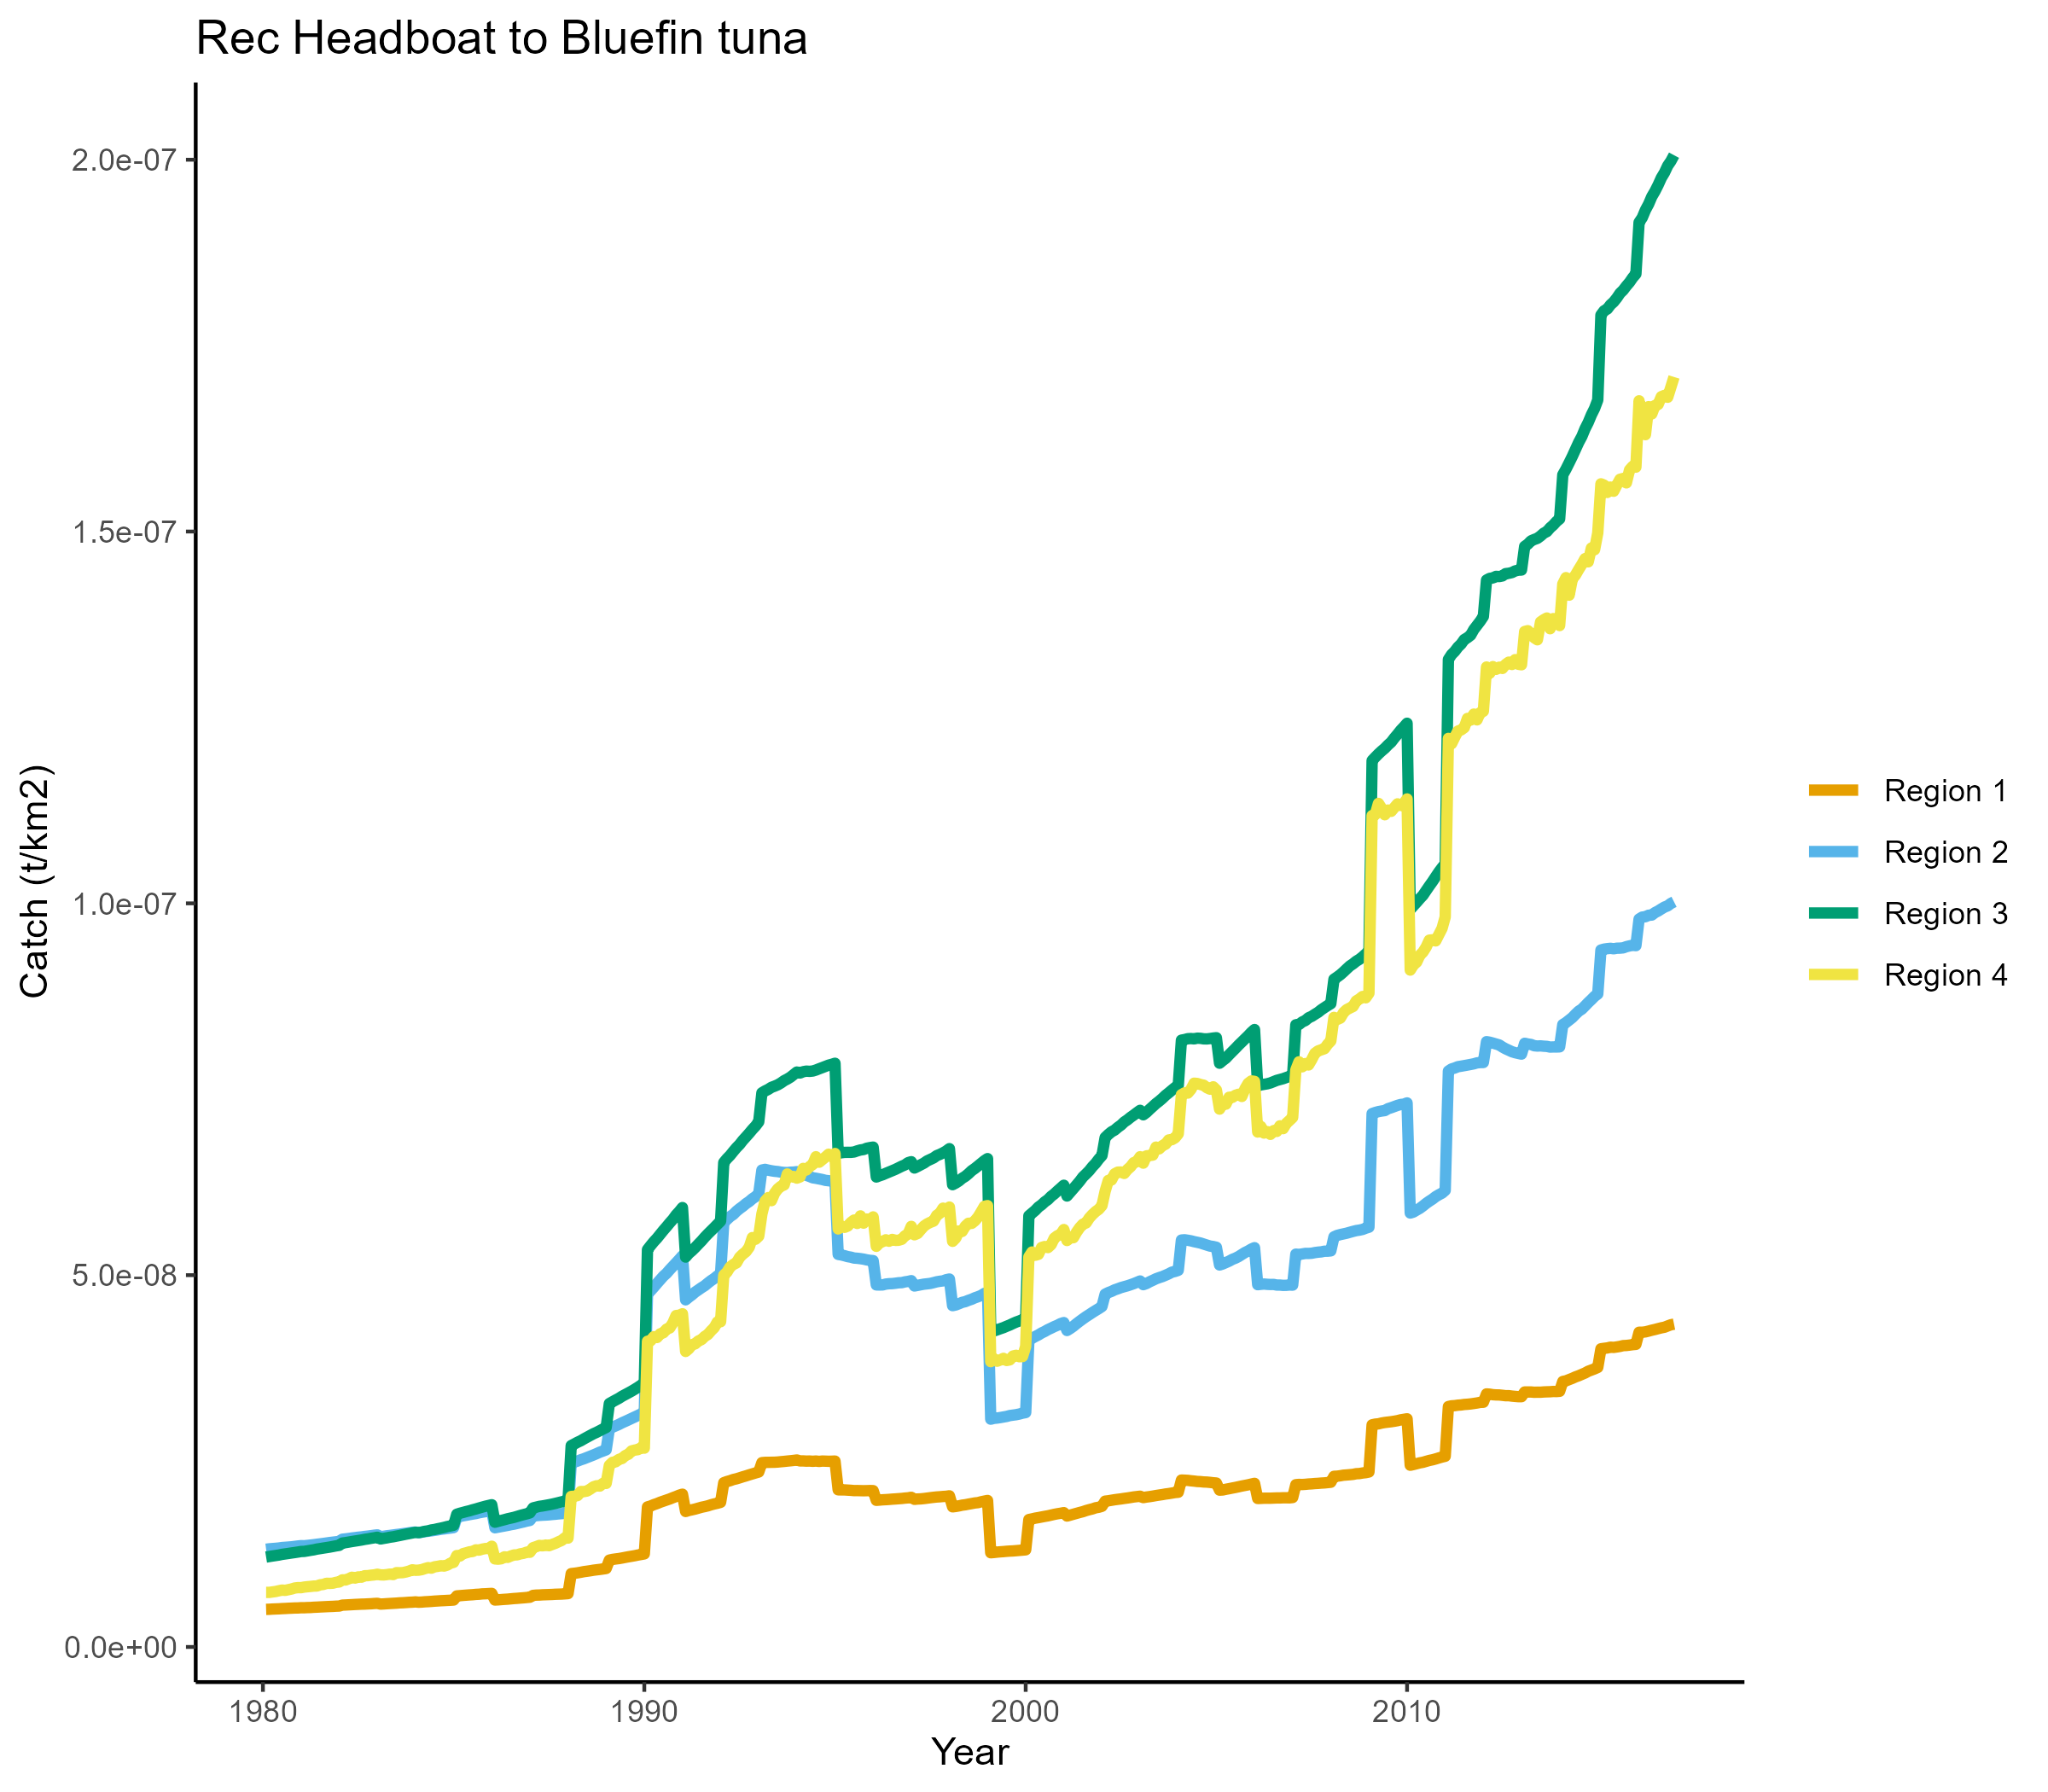 Rec Headboat to Bluefin tuna
2.0e-07
1.5e-07
1.0e-07
5.0e-08
0.0e+00
Catch (t/km2)
1980 1990 2000 2010
Year
Region 1
Region 2
Region 3
Region 4